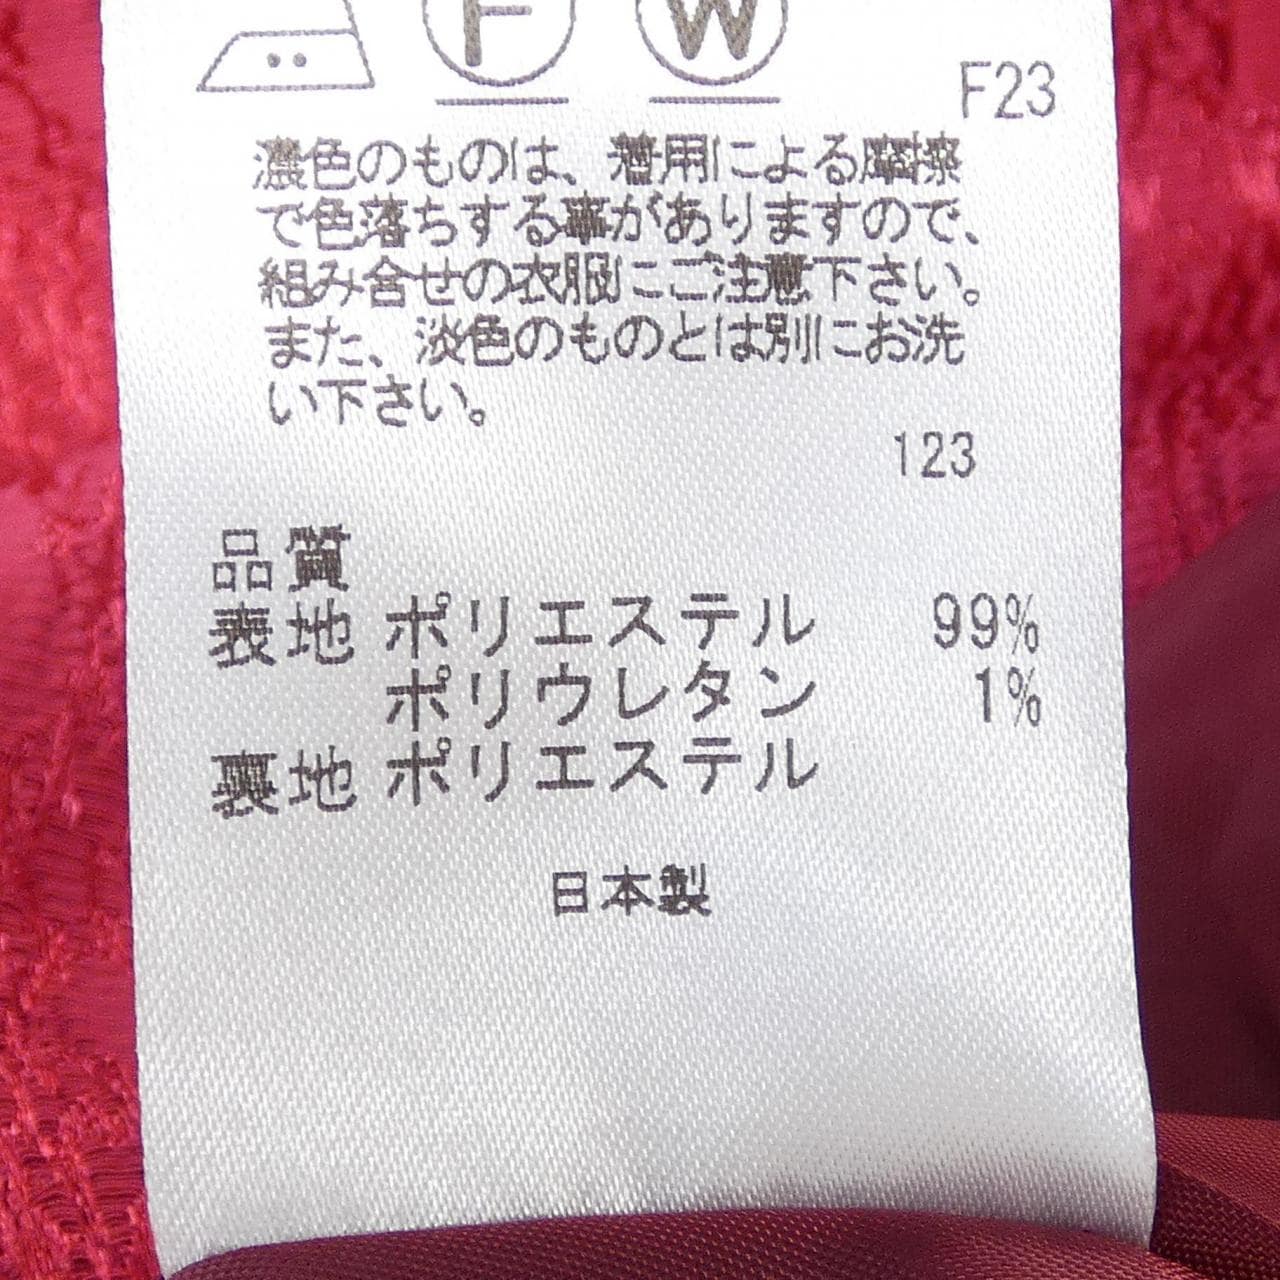 F W
F23
濃色のものは、着用による摩擦
で色落ちする事がありますので、
組み合せの衣服にご注意下さい。
また、淡色のものとは別にお洗
い下さい。
123
品質
表地 ポリエステル 99%
ポリウレタン 1%
裏地 ポリエステル
日本製